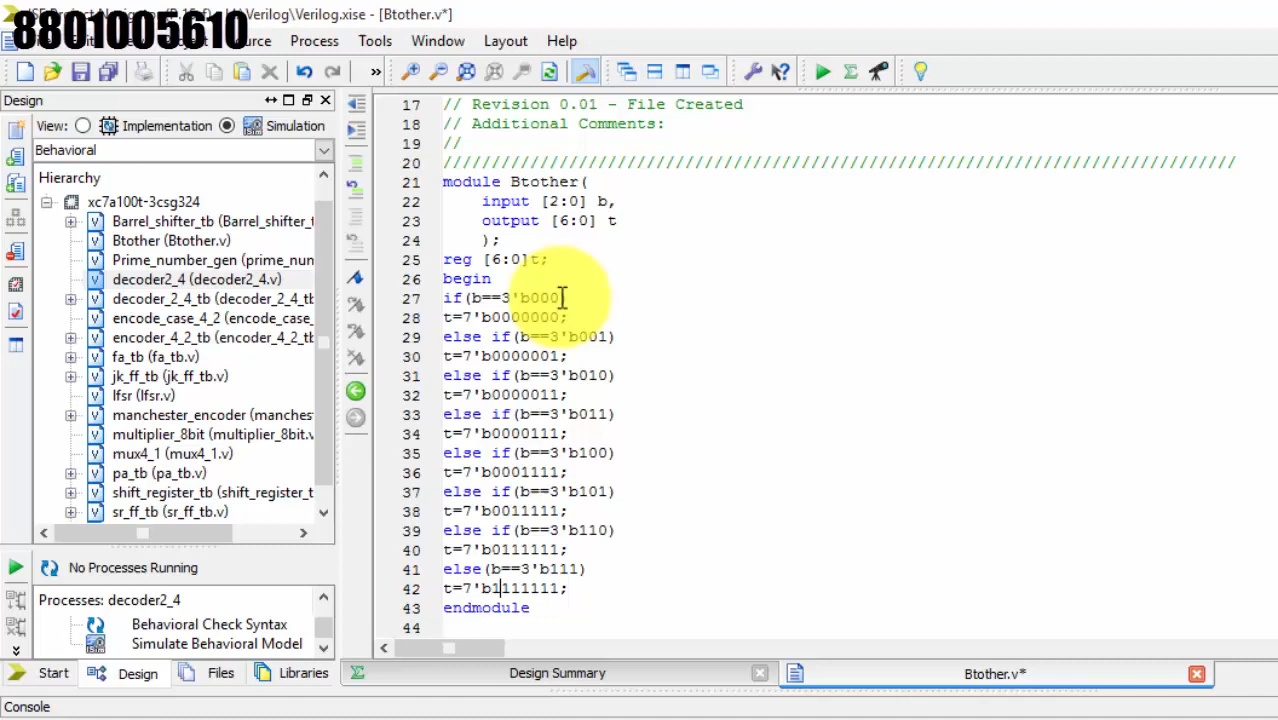 8801005610
\Verilog\Verilog.xise - [Btother.v*]
Process Tools Window Layout Help
Design
View: Implementation Simulation
Behavioral
Hierarchy
xc7a100t-3csg324
Barrel_shifter_tb (Barrel_shifter_t
Btother (Btother.v)
Prime_number_gen (prime_nun
decoder2_4 (decoder2_4.v)
decoder_2_4_tb (decoder_2_4_tb
encode_case_4_2 (encode_case_
encoder_4_2_tb (encoder_4_2_tb
fa_tb (fa_tb.v)
jk_ff_tb (jk_ff_tb.v)
lfsr (lfsr.v)
manchester_encoder (manchester
multiplier_8bit (multiplier_8bit.v
mux4_1 (mux4_1.v)
pa_tb (pa_tb.v)
shift_register_tb (shift_register_t
sr_ff_tb (sr_ff_tb.v)
No Processes Running
Processes: decoder2_4
Behavioral Check Syntax
Simulate Behavioral Model
Start Design Files Libraries
17 // Revision 0.01 - File Created
18 // Additional Comments:
19 //
20 //////////////////////////////////////////////////////////////////////////////////
21 module Btother(
22 input [2:0] b,
23 output [6:0] t
24 );
25 reg [6:0]t;
26 begin
27 if(b==3'b000)
28 t=7'b0000000;
29 else if(b==3'b001)
30 t=7'b0000001;
31 else if(b==3'b010)
32 t=7'b0000011;
33 else if(b==3'b011)
34 t=7'b0000111;
35 else if(b==3'b100)
36 t=7'b0001111;
37 else if(b==3'b101)
38 t=7'b0011111;
39 else if(b==3'b110)
40 t=7'b0111111;
41 else(b==3'b111)
42 t=7'b1111111;
43 endmodule
44
Design Summary
Btother.v*
Console